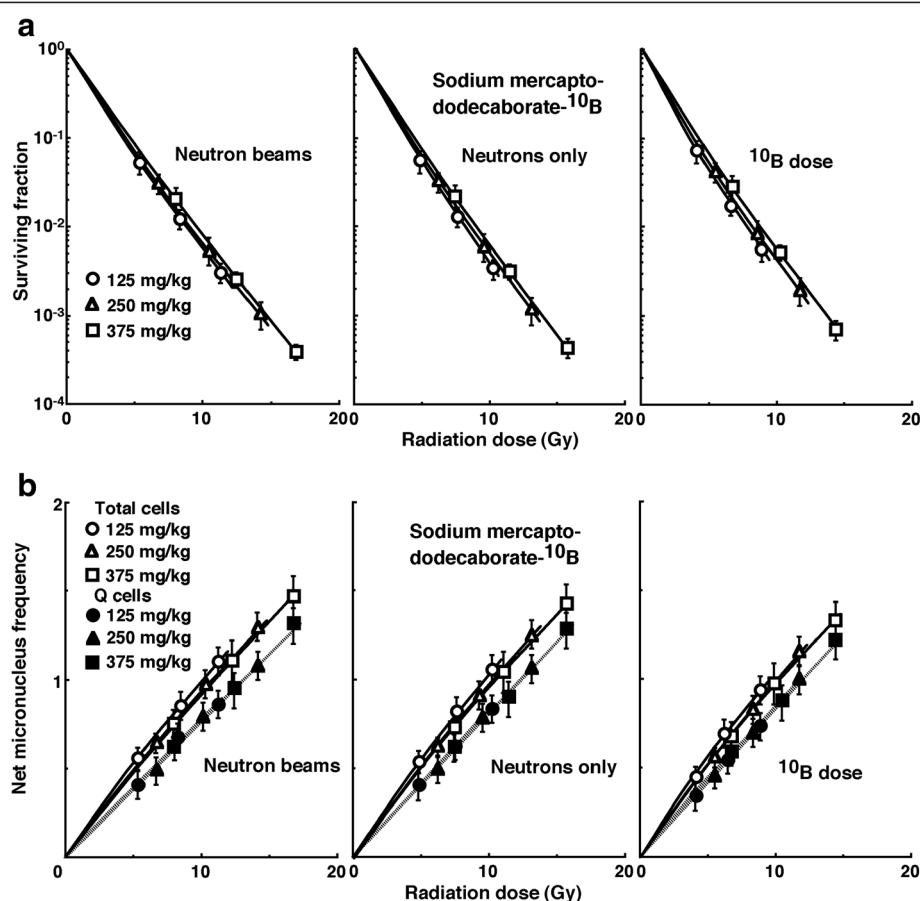 a
10⁰
10⁻¹
10⁻²
10⁻³
10⁻⁴
Surviving fraction
Neutron beams
125 mg/kg
250 mg/kg
375 mg/kg
Sodium mercapto-
dodecaborate-¹⁰B
Neutrons only
¹⁰B dose
0 10 20 0 10 20 0 10 20
Radiation dose (Gy)
b
2
1
Net micronucleus frequency
Total cells
125 mg/kg
250 mg/kg
375 mg/kg
Q cells
125 mg/kg
250 mg/kg
375 mg/kg
Neutron beams
Sodium mercapto-
dodecaborate-¹⁰B
Neutrons only
¹⁰B dose
0 10 20 0 10 20 0 10 20
Radiation dose (Gy)